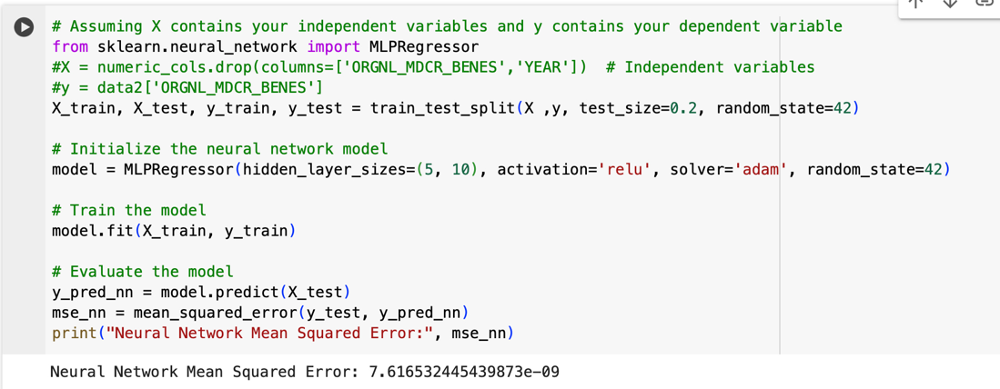 # Assuming X contains your independent variables and y contains your dependent variable
from sklearn.neural_network import MLPRegressor
#X = numeric_cols.drop(columns=['ORGNL_MDCR_BENES','YEAR'])  # Independent variables
#y = data2['ORGNL_MDCR_BENES']
X_train, X_test, y_train, y_test = train_test_split(X ,y, test_size=0.2, random_state=42)
# Initialize the neural network model
model = MLPRegressor(hidden_layer_sizes=(5, 10), activation='relu', solver='adam', random_state=42)
# Train the model
model.fit(X_train, y_train)
# Evaluate the model
y_pred_nn = model.predict(X_test)
mse_nn = mean_squared_error(y_test, y_pred_nn)
print("Neural Network Mean Squared Error:", mse_nn)
Neural Network Mean Squared Error: 7.616532445439873e-09